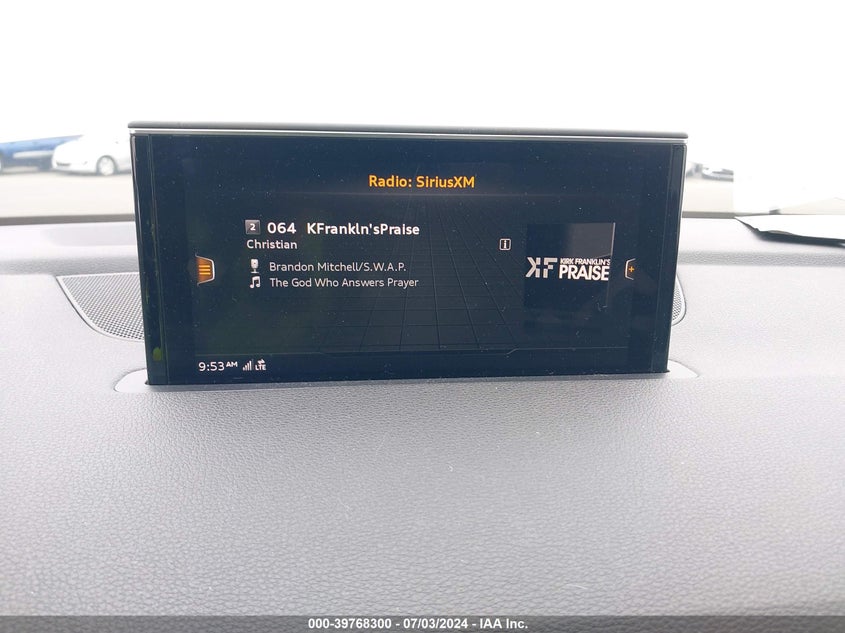 Radio: SiriusXM
2 064 KFrankln'sPraise
Christian
i
Brandon Mitchell/S.W.A.P.
The God Who Answers Prayer
KF KIRK FRANKLIN'S
PRAISE
+
9:53 AM LTE
000-39768300 - 07/03/2024 - IAA Inc.